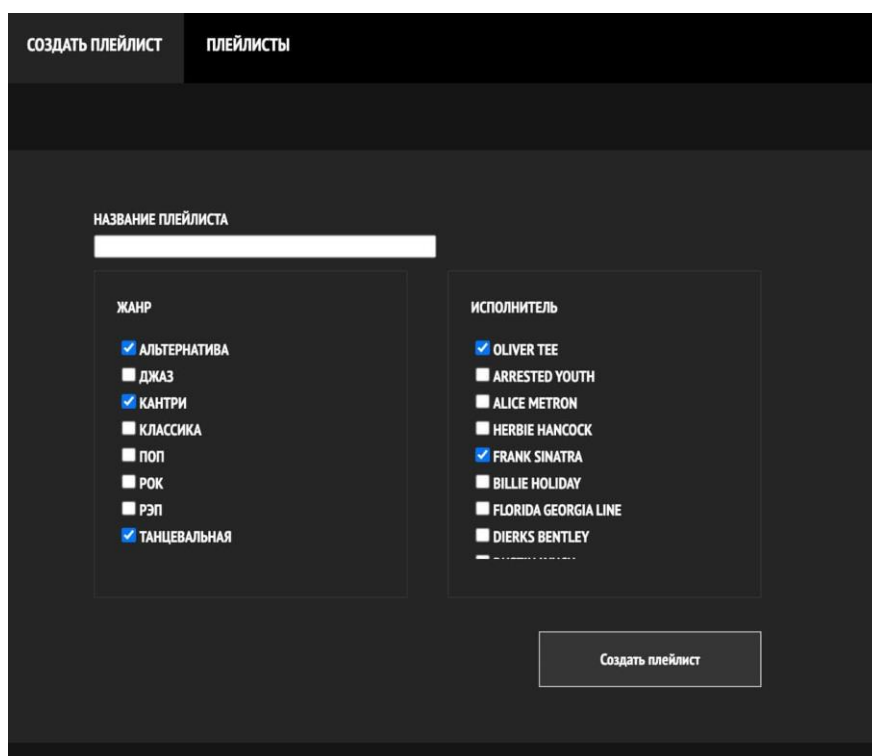 СОЗДАТЬ ПЛЕЙЛИСТ
ПЛЕЙЛИСТЫ
НАЗВАНИЕ ПЛЕЙЛИСТА
ЖАНР
АЛЬТЕРНАТИВА
ДЖАЗ
КАНТРИ
КЛАССИКА
ПОП
РОК
РЭП
ТАНЦЕВАЛЬНАЯ
ИСПОЛНИТЕЛЬ
OLIVER TEE
ARRESTED YOUTH
ALICE METRON
HERBIE HANCOCK
FRANK SINATRA
BILLIE HOLIDAY
FLORIDA GEORGIA LINE
DIERKS BENTLEY
Создать плейлист